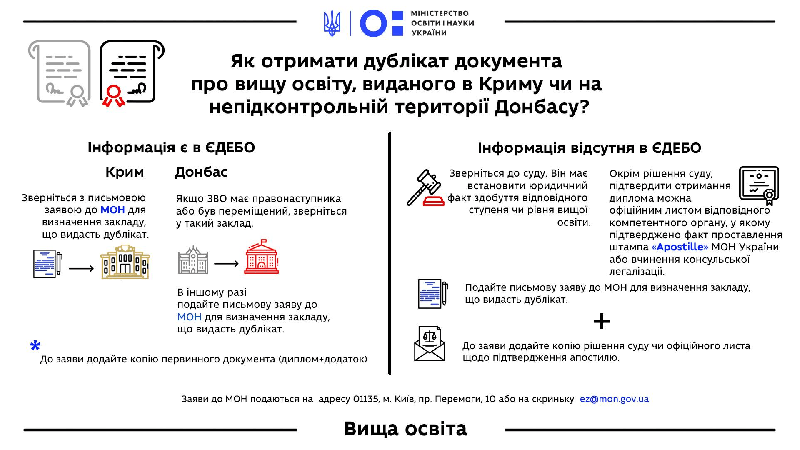 МІНІСТЕРСТВО
ОСВІТИ І НАУКИ
УКРАЇНИ
Як отримати дублікат документа
про вищу освіту, виданого в Криму чи на
непідконтрольній території Донбасу?
Інформація є в ЄДЕБО
Крим
Зверніться з письмовою
заявою до МОН для
визначення закладу,
що видасть дублікат.
Донбас
Якщо ЗВО має правонаступника
або був переміщений, зверніться
у такий заклад.
В іншому разі
подайте письмову заяву до
МОН для визначення закладу,
що видасть дублікат.
*
До заяви додайте копію первинного документа (диплом+додаток)
Інформація відсутня в ЄДЕБО
Зверніться до суду. Він має
встановити юридичний
факт здобуття відповідного
ступеня чи рівня вищої
освіти.
Окрім рішення суду,
підтвердити отримання
диплома можна
офіційним листом відповідного
компетентного органу, у якому
підтверджено факт проставлення
штампа «Apostille» МОН України
або вчинення консульської
легалізації.
Подайте письмову заяву до МОН для визначення закладу,
що видасть дублікат.
+
До заяви додайте копію рішення суду чи офіційного листа
щодо підтвердження апостилю.
Заяви до МОН подаються на адресу 01135, м. Київ, пр. Перемоги, 10 або на скриньку ez@mon.gov.ua
Вища освіта